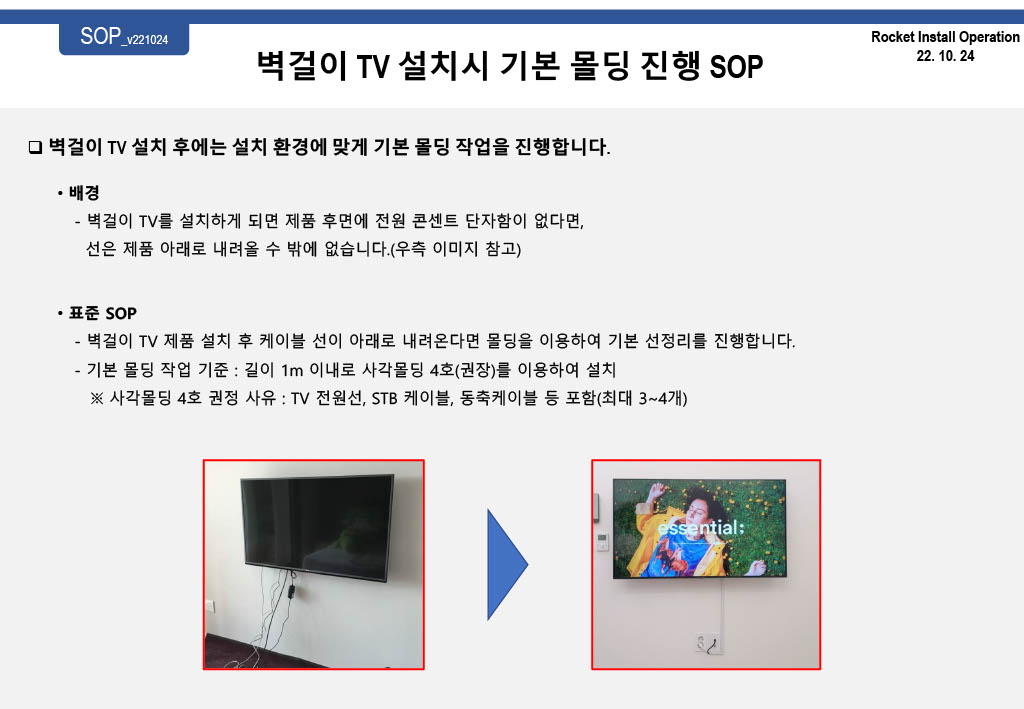 SOP_v221024
Rocket Install Operation
22. 10. 24
벽걸이 TV 설치시 기본 몰딩 진행 SOP
❑ 벽걸이 TV 설치 후에는 설치 환경에 맞게 기본 몰딩 작업을 진행합니다.
• 배경
- 벽걸이 TV를 설치하게 되면 제품 후면에 전원 콘센트 단자함이 없다면,
선은 제품 아래로 내려올 수 밖에 없습니다.(우측 이미지 참고)
• 표준 SOP
- 벽걸이 TV 제품 설치 후 케이블 선이 아래로 내려온다면 몰딩을 이용하여 기본 선정리를 진행합니다.
- 기본 몰딩 작업 기준 : 길이 1m 이내로 사각몰딩 4호(권장)를 이용하여 설치
※ 사각몰딩 4호 권정 사유 : TV 전원선, STB 케이블, 동축케이블 등 포함(최대 3~4개)
essential;